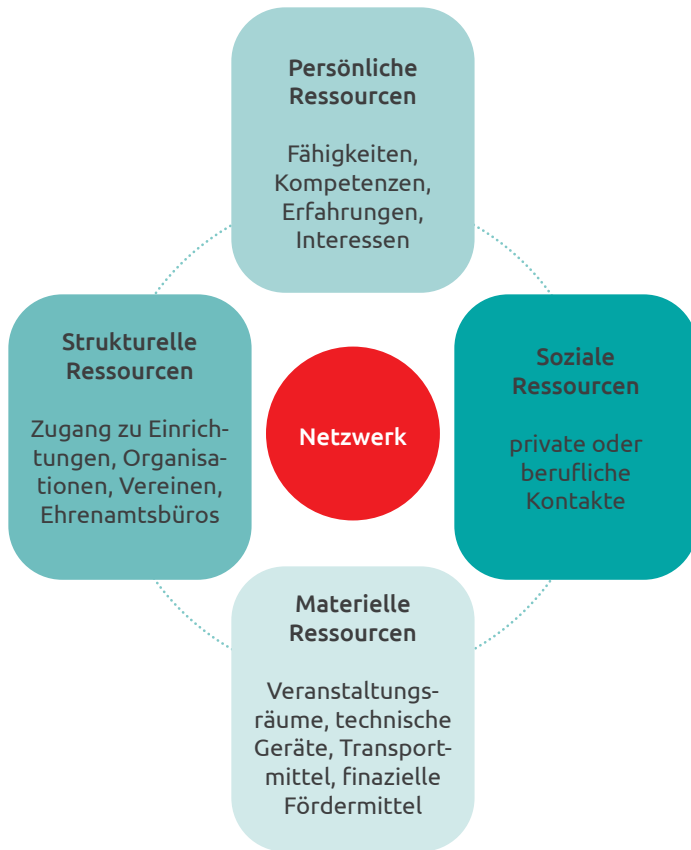 Persönliche
Ressourcen
Fähigkeiten,
Kompetenzen,
Erfahrungen,
Interessen
Strukturelle
Ressourcen
Zugang zu Einrich-
tungen, Organisa-
tionen, Vereinen,
Ehrenamtsbüros
Netzwerk
Soziale
Ressourcen
private oder
berufliche
Kontakte
Materielle
Ressourcen
Veranstaltungs-
räume, technische
Geräte, Transport-
mittel, finazielle
Fördermittel